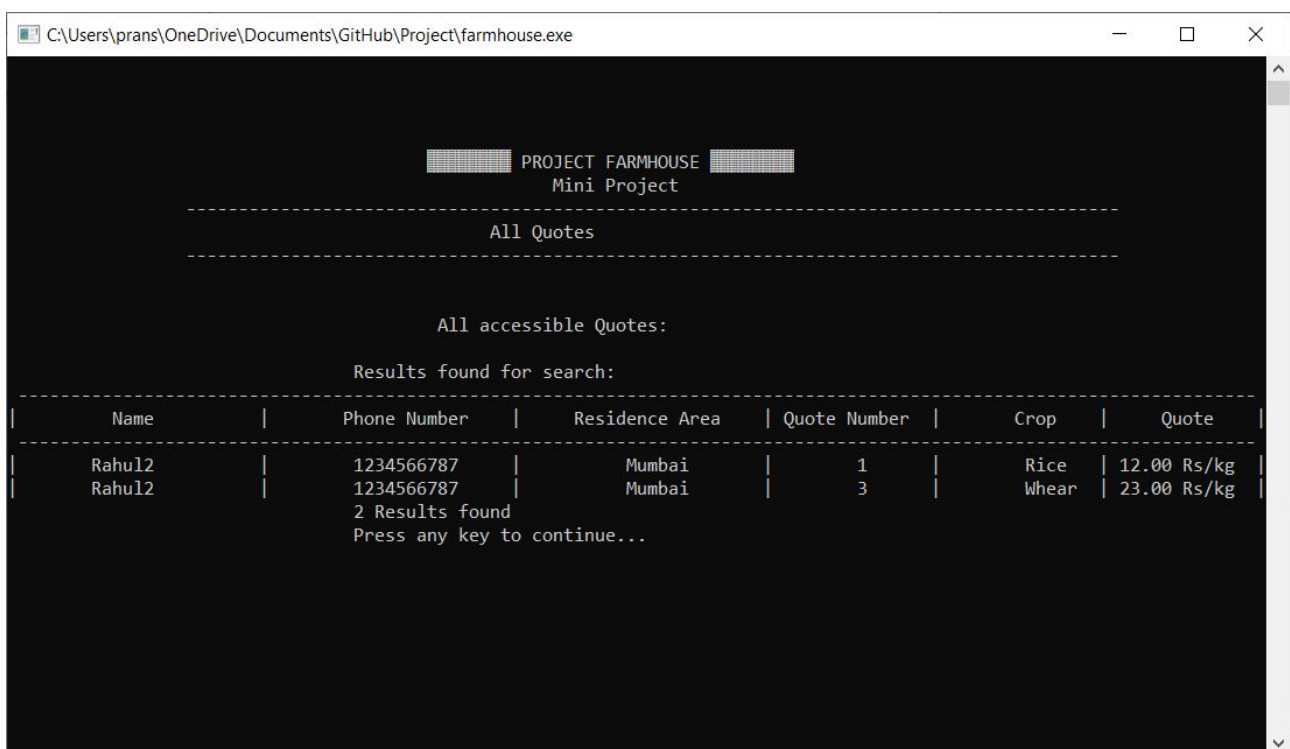 C:\Users\prans\OneDrive\Documents\GitHub\Project\farmhouse.exe
PROJECT FARMHOUSE
Mini Project
All Quotes
All accessible Quotes:
Results found for search:
| Name | Phone Number | Residence Area | Quote Number | Crop | Quote |
| Rahul2 | 1234566787 | Mumbai | 1 | Rice | 12.00 Rs/kg |
| Rahul2 | 1234566787 | Mumbai | 3 | Whear | 23.00 Rs/kg |
2 Results found
Press any key to continue...